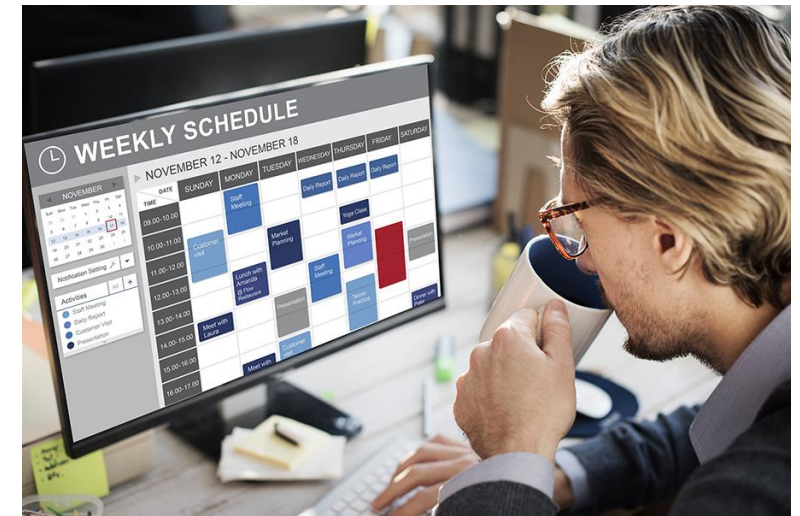 WEEKLY SCHEDULE
NOVEMBER 12 - NOVEMBER 18
NOVEMBER
DATE
TIME
SUNDAY
MONDAY
TUESDAY
WEDNESDAY
THURSDAY
FRIDAY
SATURDAY
09.00-10.00
10.00-11.00
11.00-12.00
12.00-13.00
13.00-14.00
14.00-15.00
15.00-16.00
16.00-17.00
Notification Setting
Activities
All +
Staff Meeting
Daily Report
Customer Visit
Presentation
Customer
visit
Meet with
Laura
Staff
Meeting
Lunch with
Amanda
@ Flow
Restaurant
Meet with
Market
Planning
Presentation
Customer
visit
Daily Report
Staff
Meeting
Daily Report
Yoga Class
Market
Planning
Tennis
Practice
Daily Report
Presentation
Dinner with